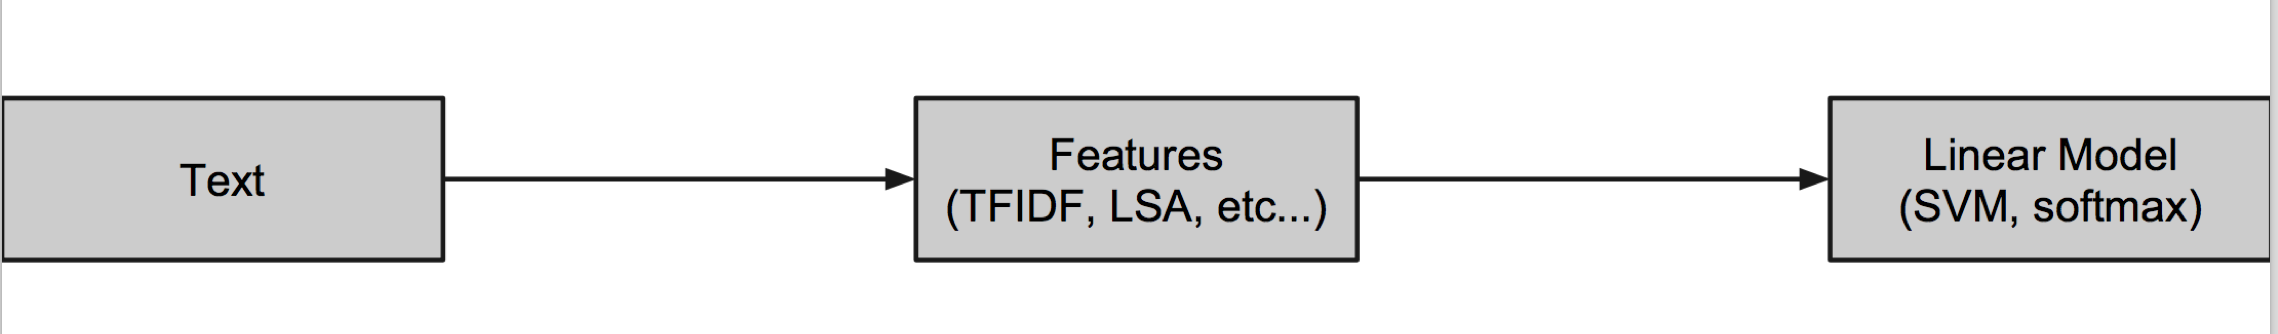 Text
Features
(TFIDF, LSA, etc...)
Linear Model
(SVM, softmax)